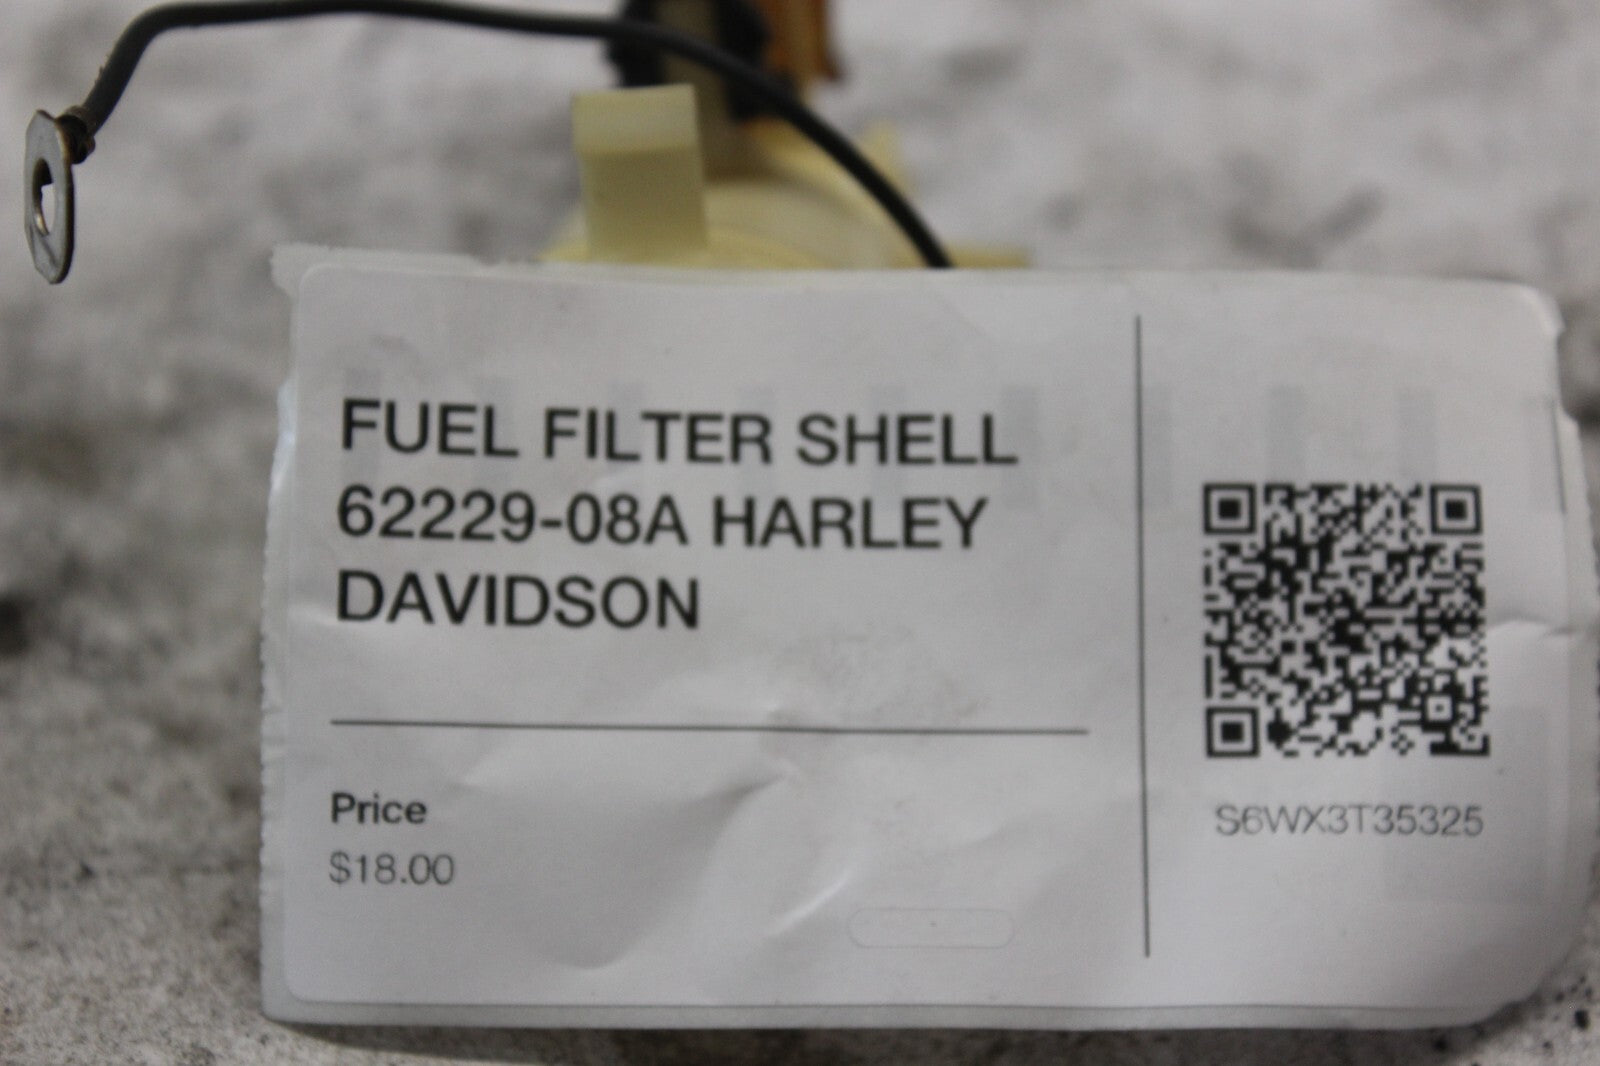 FUEL FILTER SHELL
62229-08A HARLEY
DAVIDSON
Price
$18.00
S6WX3T35325